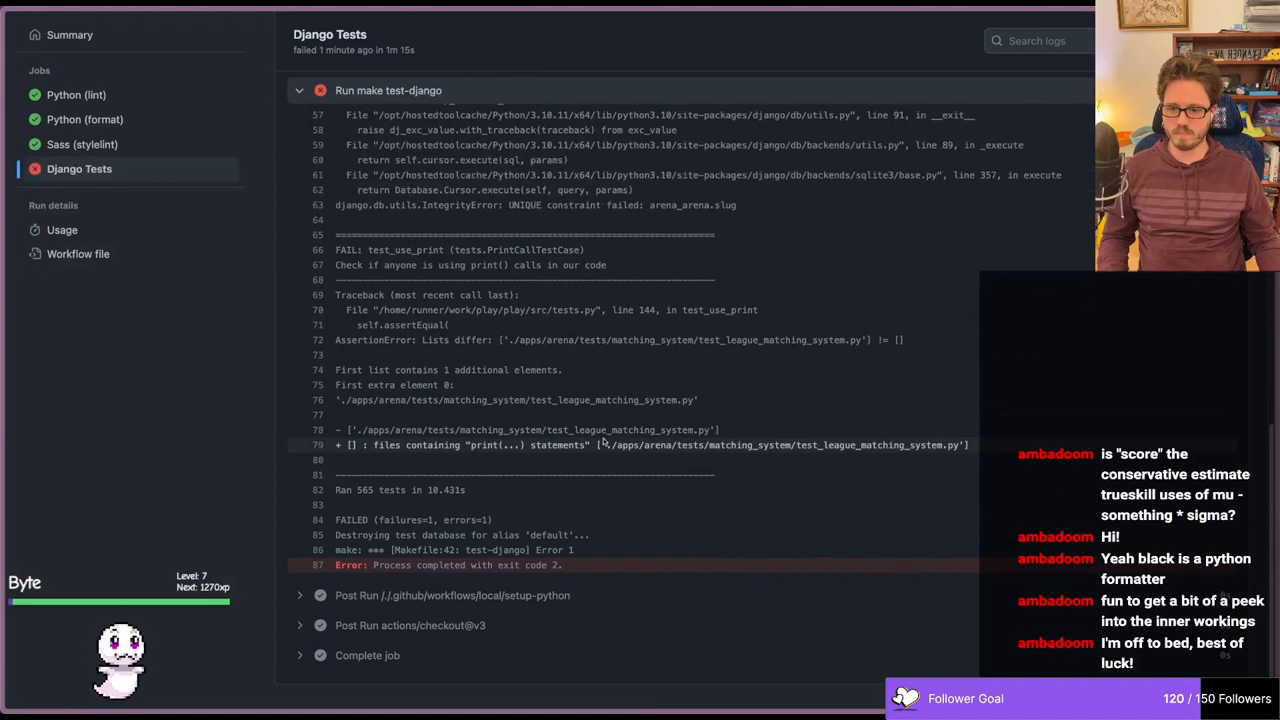 Summary
Jobs
Python (lint)
Python (format)
Sass (stylelint)
Django Tests
Run details
Usage
Workflow file
Django Tests
failed 1 minute ago in 1m 15s
Search logs
Run make test-django
57 File "/opt/hostedtoolcache/Python/3.10.11/x64/lib/python3.10/site-packages/django/db/utils.py", line 91, in __exit__
58 raise dj_exc_value.with_traceback(traceback) from exc_value
59 File "/opt/hostedtoolcache/Python/3.10.11/x64/lib/python3.10/site-packages/django/db/backends/utils.py", line 89, in _execute
60 return self.cursor.execute(sql, params)
61 File "/opt/hostedtoolcache/Python/3.10.11/x64/lib/python3.10/site-packages/django/db/backends/sqlite3/base.py", line 357, in execute
62 return Database.Cursor.execute(self, query, params)
63 django.db.utils.IntegrityError: UNIQUE constraint failed: arena_arena.slug
64
65 ======================================================================
66 FAIL: test_use_print (tests.PrintCallTestCase)
67 Check if anyone is using print() calls in our code
68 ----------------------------------------------------------------------
69 Traceback (most recent call last):
70 File "/home/runner/work/play/play/src/tests.py", line 144, in test_use_print
71 self.assertEqual(
72 AssertionError: Lists differ: ['./apps/arena/tests/matching_system/test_league_matching_system.py'] != []
73
74 First list contains 1 additional elements.
75 First extra element 0:
76 './apps/arena/tests/matching_system/test_league_matching_system.py'
77
78 - ['./apps/arena/tests/matching_system/test_league_matching_system.py']
79 + [] : files containing "print(...) statements" ['./apps/arena/tests/matching_system/test_league_matching_system.py']
80
81 ----------------------------------------------------------------------
82 Ran 565 tests in 10.431s
83
84 FAILED (failures=1, errors=1)
85 Destroying test database for alias 'default'...
86 make: *** [Makefile:42: test-django] Error 1
87 Error: Process completed with exit code 2.
Post Run /./.github/workflows/local/setup-python
Post Run actions/checkout@v3
Complete job
0s
Byte
Level: 7
Next: 1270xp
ambadoom is "score" the
conservative estimate
trueskill uses of mu -
something * sigma?
ambadoom Hi!
ambadoom Yeah black is a python
formatter
ambadoom fun to get a bit of a peek
into the inner workings
ambadoom I'm off to bed, best of
luck!
Follower Goal
120 / 150 Followers